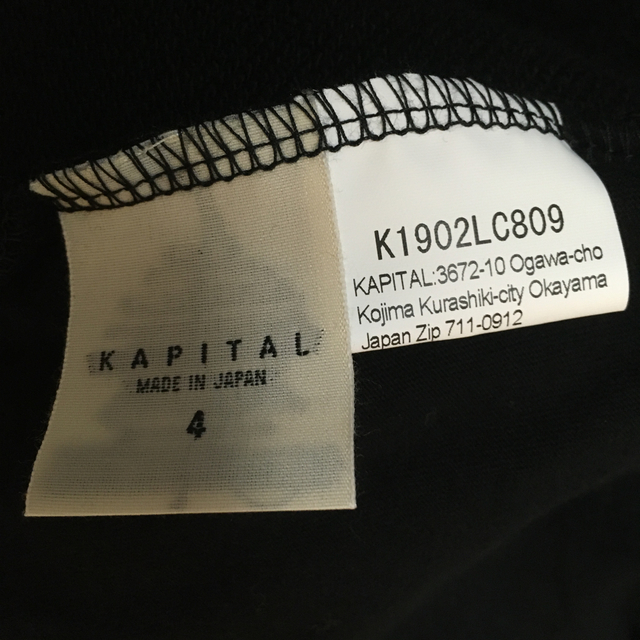 KAPITAL
MADE IN JAPAN
4
K1902LC809
KAPITAL:3672-10 Ogawa-cho
Kojima Kurashiki-city Okayama
Japan Zip 711-0912